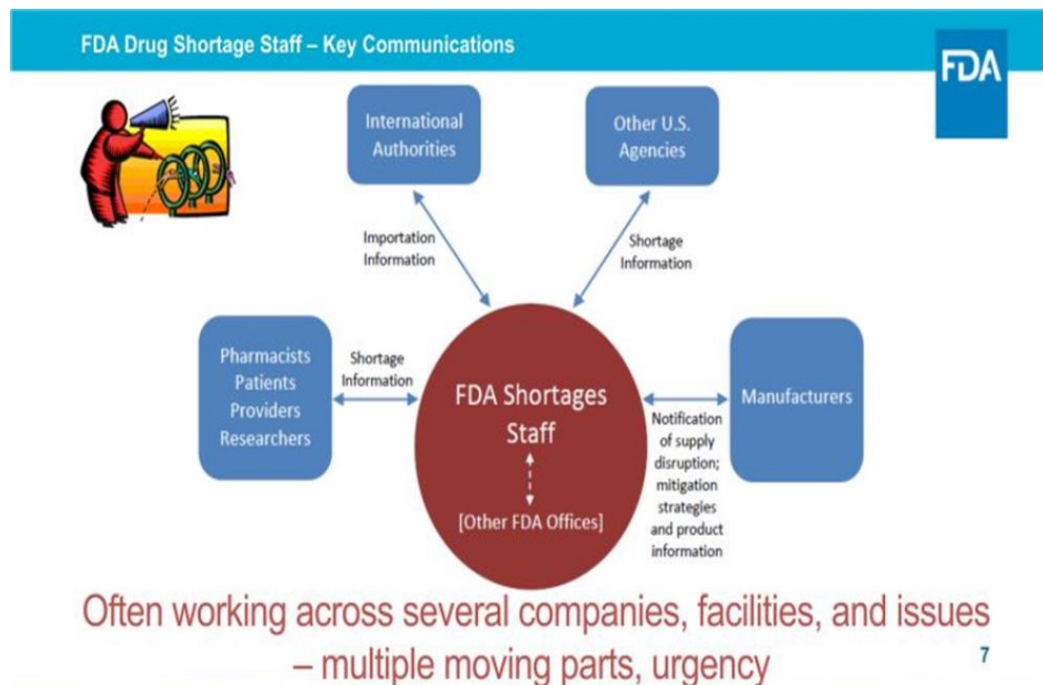 FDA Drug Shortage Staff – Key Communications
FDA
International
Authorities
Other U.S.
Agencies
Importation
Information
Shortage
Information
Pharmacists
Patients
Providers
Researchers
Shortage
Information
FDA Shortages
Staff
[Other FDA Offices]
Manufacturers
Notification
of supply
disruption;
mitigation
strategies
and product
information
Often working across several companies, facilities, and issues
– multiple moving parts, urgency
7